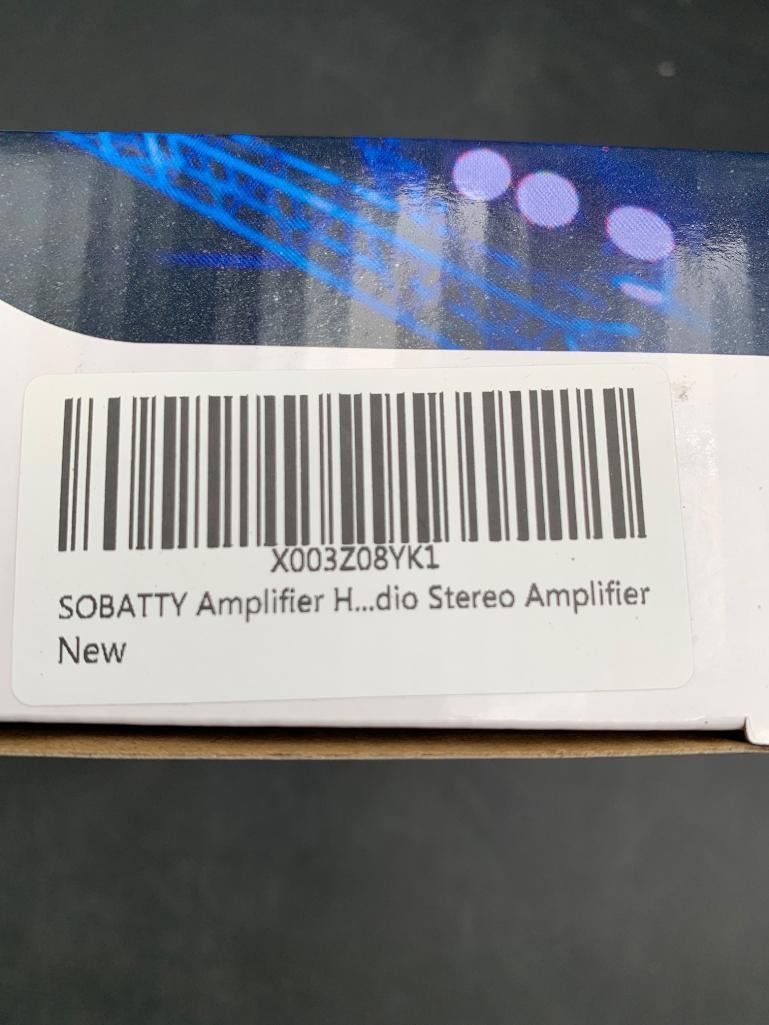 X003Z08YK1
SOBATTY Amplifier H...dio Stereo Amplifier
New